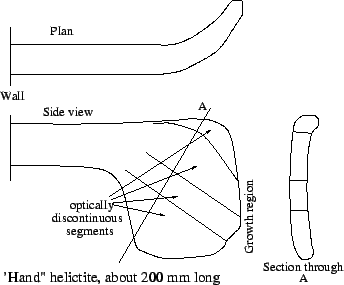 Plan
Wall
Side view
A
optically
discontinuous
segments
Growth region
Section through
A
'Hand" helictite, about 200 mm long